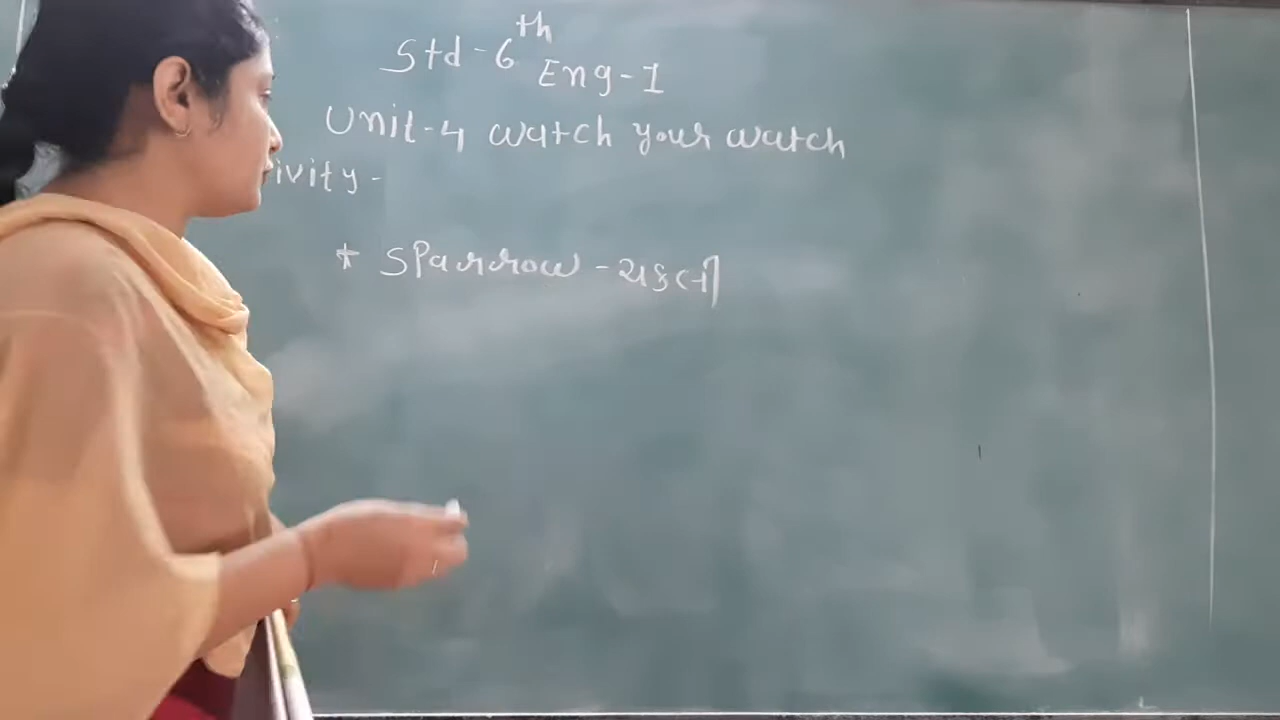 Std - 6th Eng - I
Unit - 4 watch your watch
ivity -
* sparrow - ચકલી